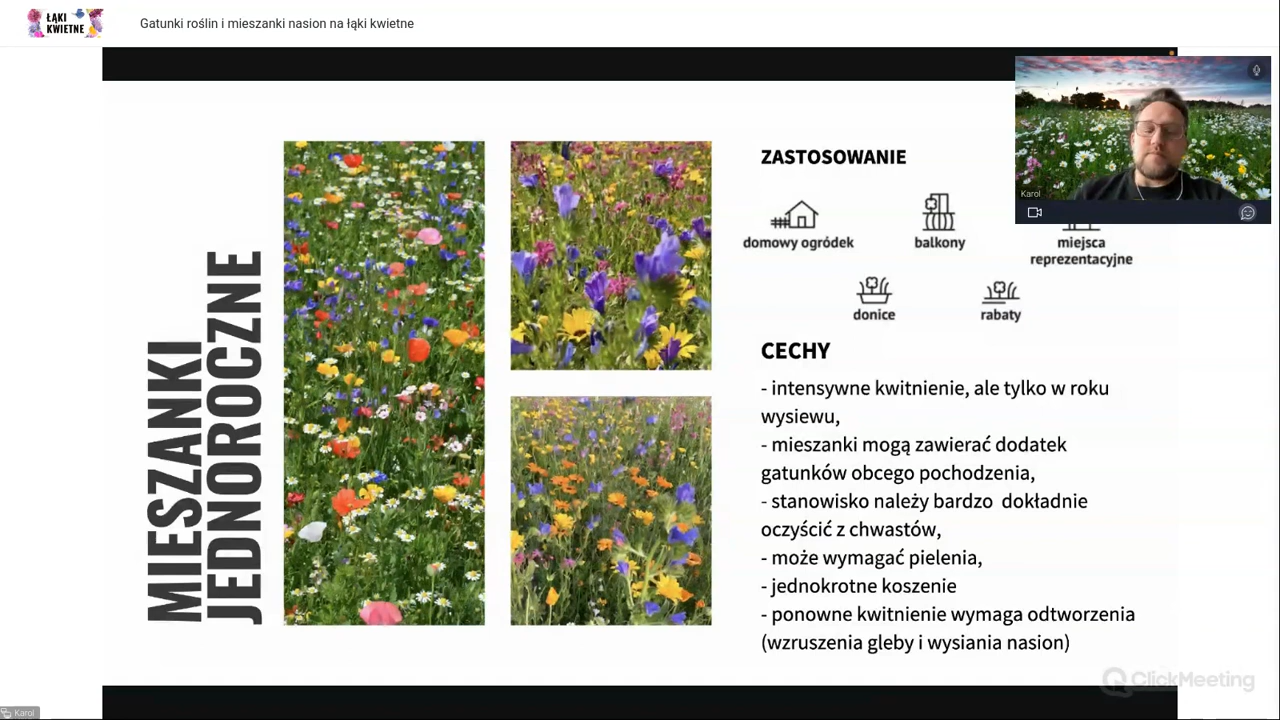 ŁĄKI
KWIETNE
Gatunki roślin i mieszanki nasion na łąki kwietne
MIESZANKI
JEDNOROCZNE
ZASTOSOWANIE
domowy ogródek
balkony
miejsca
reprezentacyjne
donice
rabaty
CECHY
- intensywne kwitnienie, ale tylko w roku
wysiewu,
- mieszanki mogą zawierać dodatek
gatunków obcego pochodzenia,
- stanowisko należy bardzo dokładnie
oczyścić z chwastów,
- może wymagać pielenia,
- jednokrotne koszenie
- ponowne kwitnienie wymaga odtworzenia
(wzruszenia gleby i wysiania nasion)
Karol
ClickMeeting
Karol